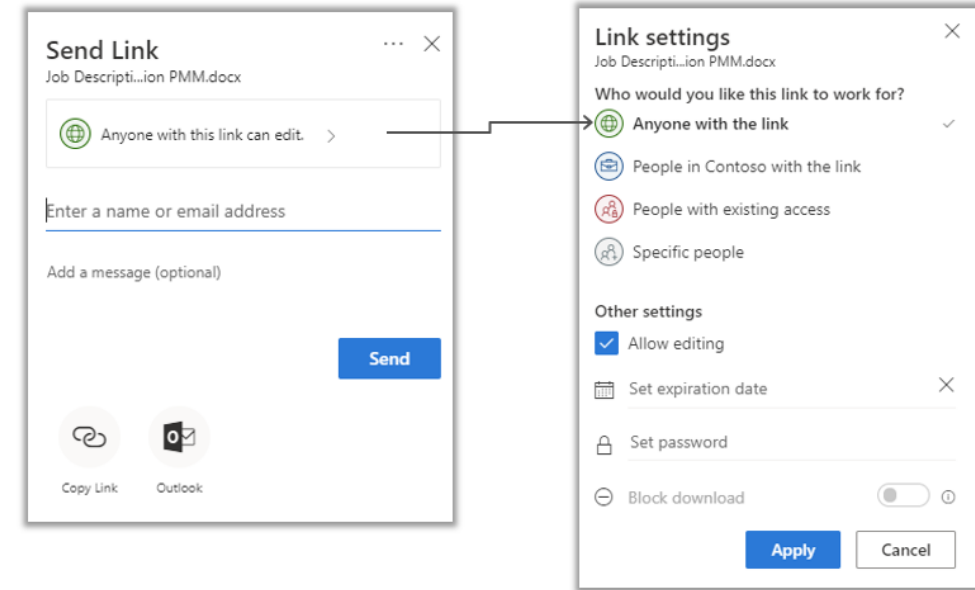 Send Link
Job Descripti...ion PMM.docx
Anyone with this link can edit.
Enter a name or email address
Add a message (optional)
Send
Copy Link
Outlook
Link settings
Job Descripti...ion PMM.docx
Who would you like this link to work for?
Anyone with the link
People in Contoso with the link
People with existing access
Specific people
Other settings
Allow editing
Set expiration date
Set password
Block download
Apply
Cancel